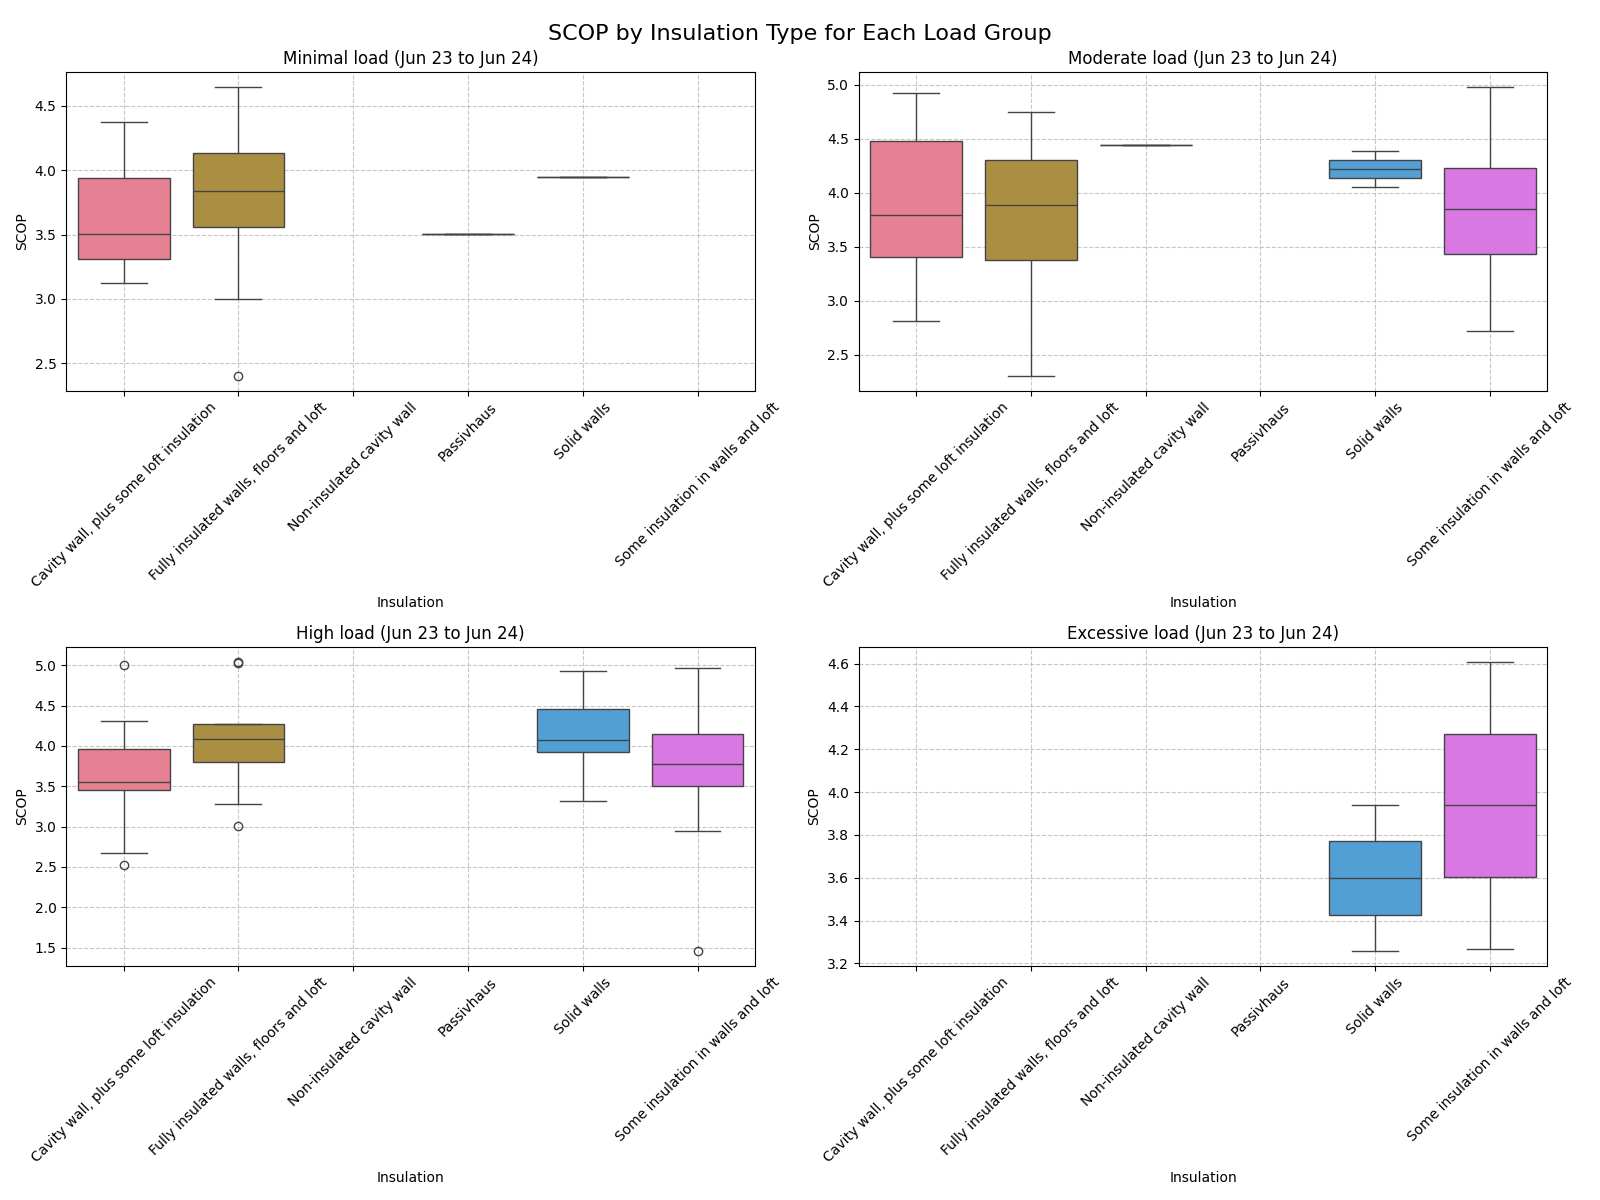 SCOP by Insulation Type for Each Load Group
Minimal load (Jun 23 to Jun 24)
SCOP
4.5
4.0
3.5
3.0
2.5
Cavity wall, plus some loft insulation
Fully insulated walls, floors and loft
Non-insulated cavity wall
Passivhaus
Solid walls
Some insulation in walls and loft
Insulation
Moderate load (Jun 23 to Jun 24)
SCOP
5.0
4.5
4.0
3.5
3.0
2.5
Cavity wall, plus some loft insulation
Fully insulated walls, floors and loft
Non-insulated cavity wall
Passivhaus
Solid walls
Some insulation in walls and loft
Insulation
High load (Jun 23 to Jun 24)
SCOP
5.0
4.5
4.0
3.5
3.0
2.5
2.0
1.5
Cavity wall, plus some loft insulation
Fully insulated walls, floors and loft
Non-insulated cavity wall
Passivhaus
Solid walls
Some insulation in walls and loft
Insulation
Excessive load (Jun 23 to Jun 24)
SCOP
4.6
4.4
4.2
4.0
3.8
3.6
3.4
3.2
Cavity wall, plus some loft insulation
Fully insulated walls, floors and loft
Non-insulated cavity wall
Passivhaus
Solid walls
Some insulation in walls and loft
Insulation